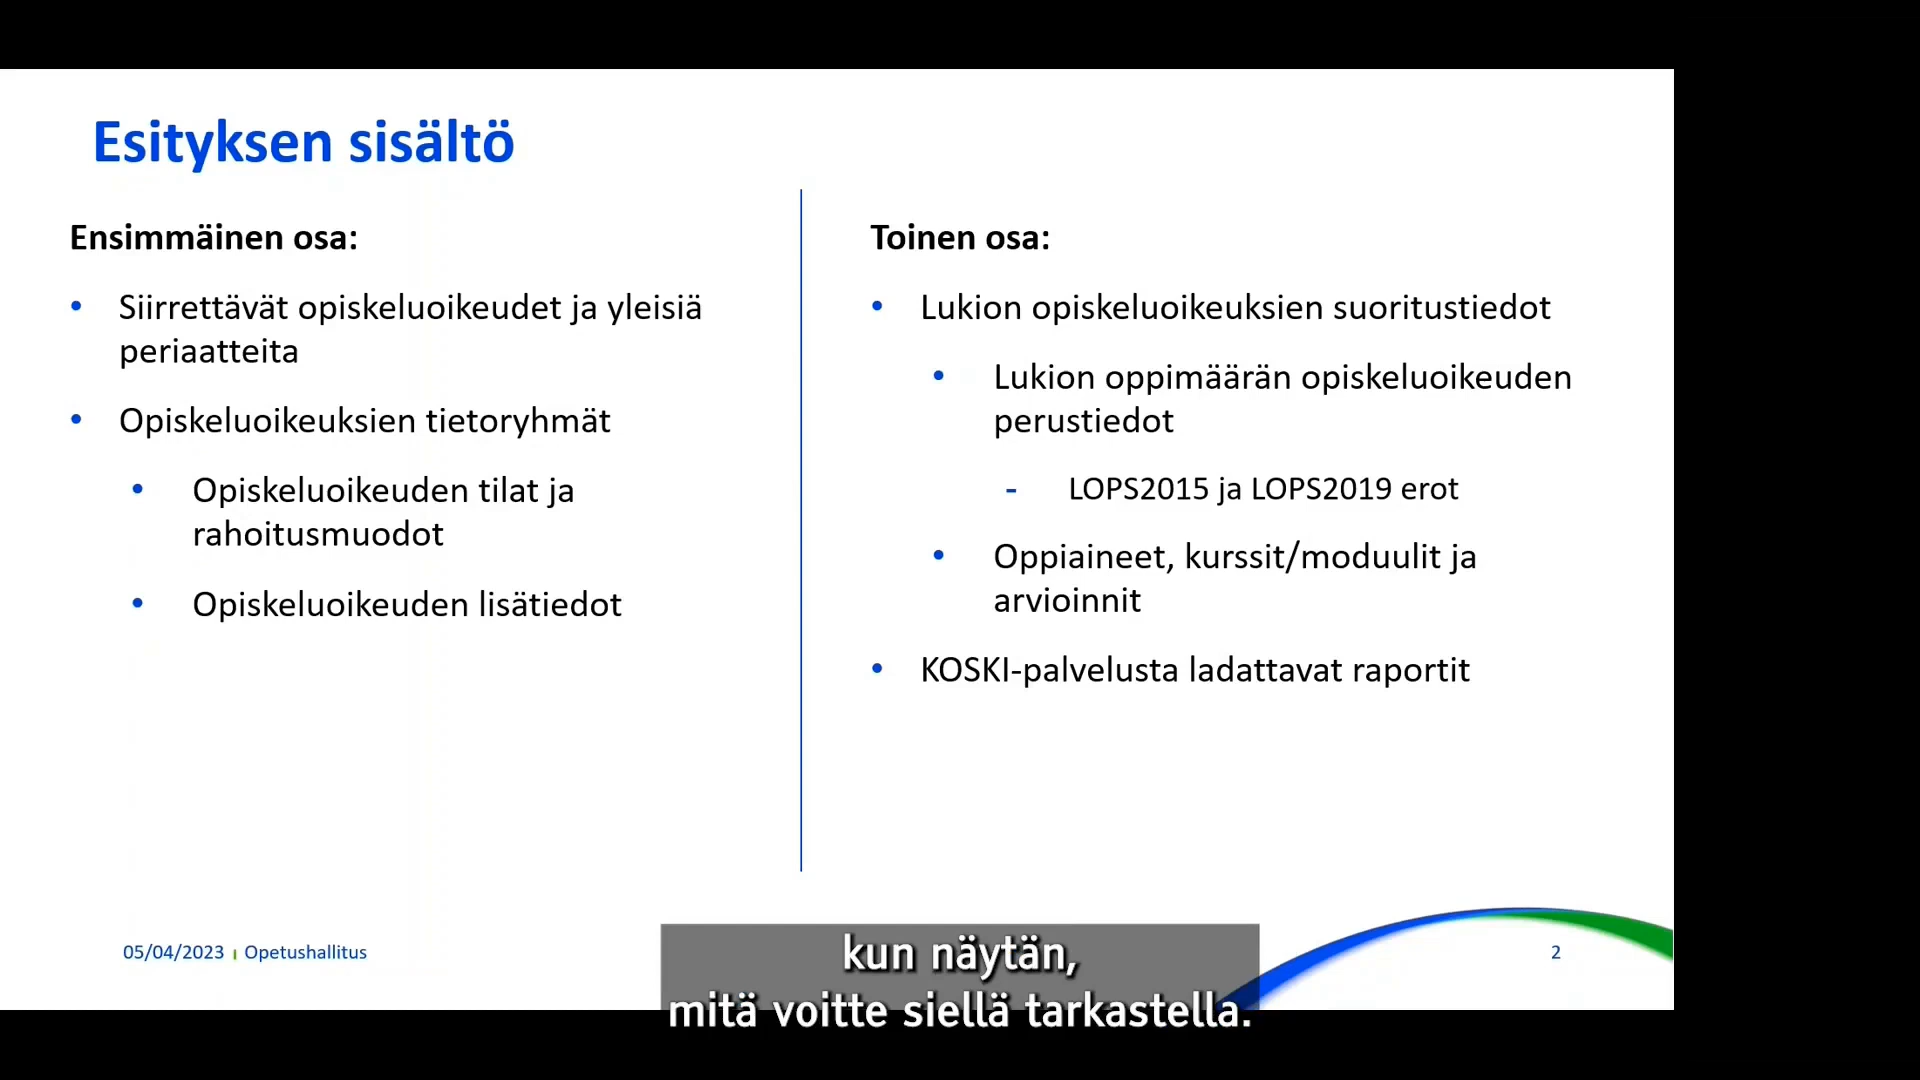 Esityksen sisältö
Ensimmäinen osa:
• Siirrettävät opiskeluoikeudet ja yleisiä
periaatteita
• Opiskeluoikeuksien tietoryhmät
• Opiskeluoikeuden tilat ja
rahoitusmuodot
• Opiskeluoikeuden lisätiedot
Toinen osa:
• Lukion opiskeluoikeuksien suoritustiedot
• Lukion oppimäärän opiskeluoikeuden
perustiedot
- LOPS2015 ja LOPS2019 erot
• Oppiaineet, kurssit/moduulit ja
arvioinnit
• KOSKI-palvelusta ladattavat raportit
05/04/2023 | Opetushallitus
2
kun näytän,
mitä voitte siellä tarkastella.